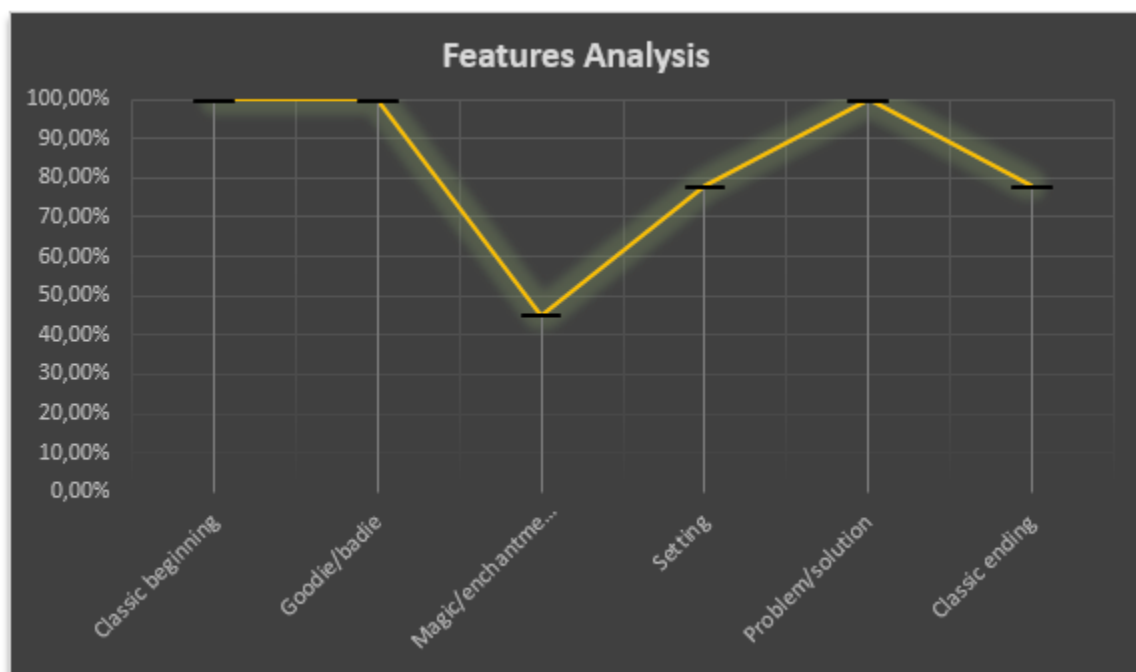 Features Analysis
100,00%
90,00%
80,00%
70,00%
60,00%
50,00%
40,00%
30,00%
20,00%
10,00%
0,00%
Classic beginning
Goodie/badie
Magic/enchantme...
Setting
Problem/solution
Classic ending